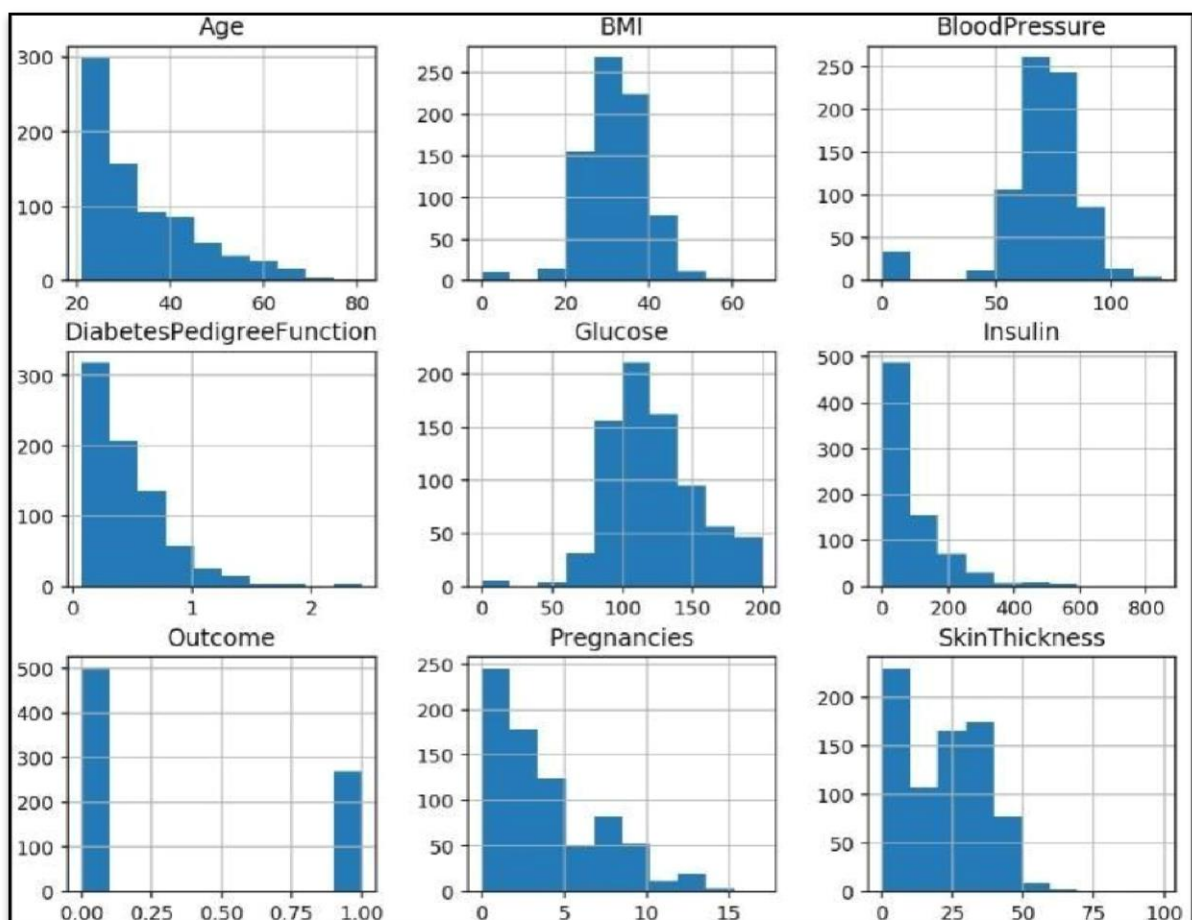 Age BMI BloodPressure
300 250 250
200 200 200
150 150
100 100 100
50 50
0 0 0
20 40 60 80 0 20 40 60 0 50 100
DiabetesPedigreeFunction Glucose Insulin
300 200 500
400
200 150 300
100 200
100 50 100
0 0 0
0 1 2 0 50 100 150 200 0 200 400 600 800
Outcome Pregnancies SkinThickness
500 250
400 200 200
300 150 150
200 100 100
100 50 50
0 0 0
0.00 0.25 0.50 0.75 1.00 0 5 10 15 0 25 50 75 100